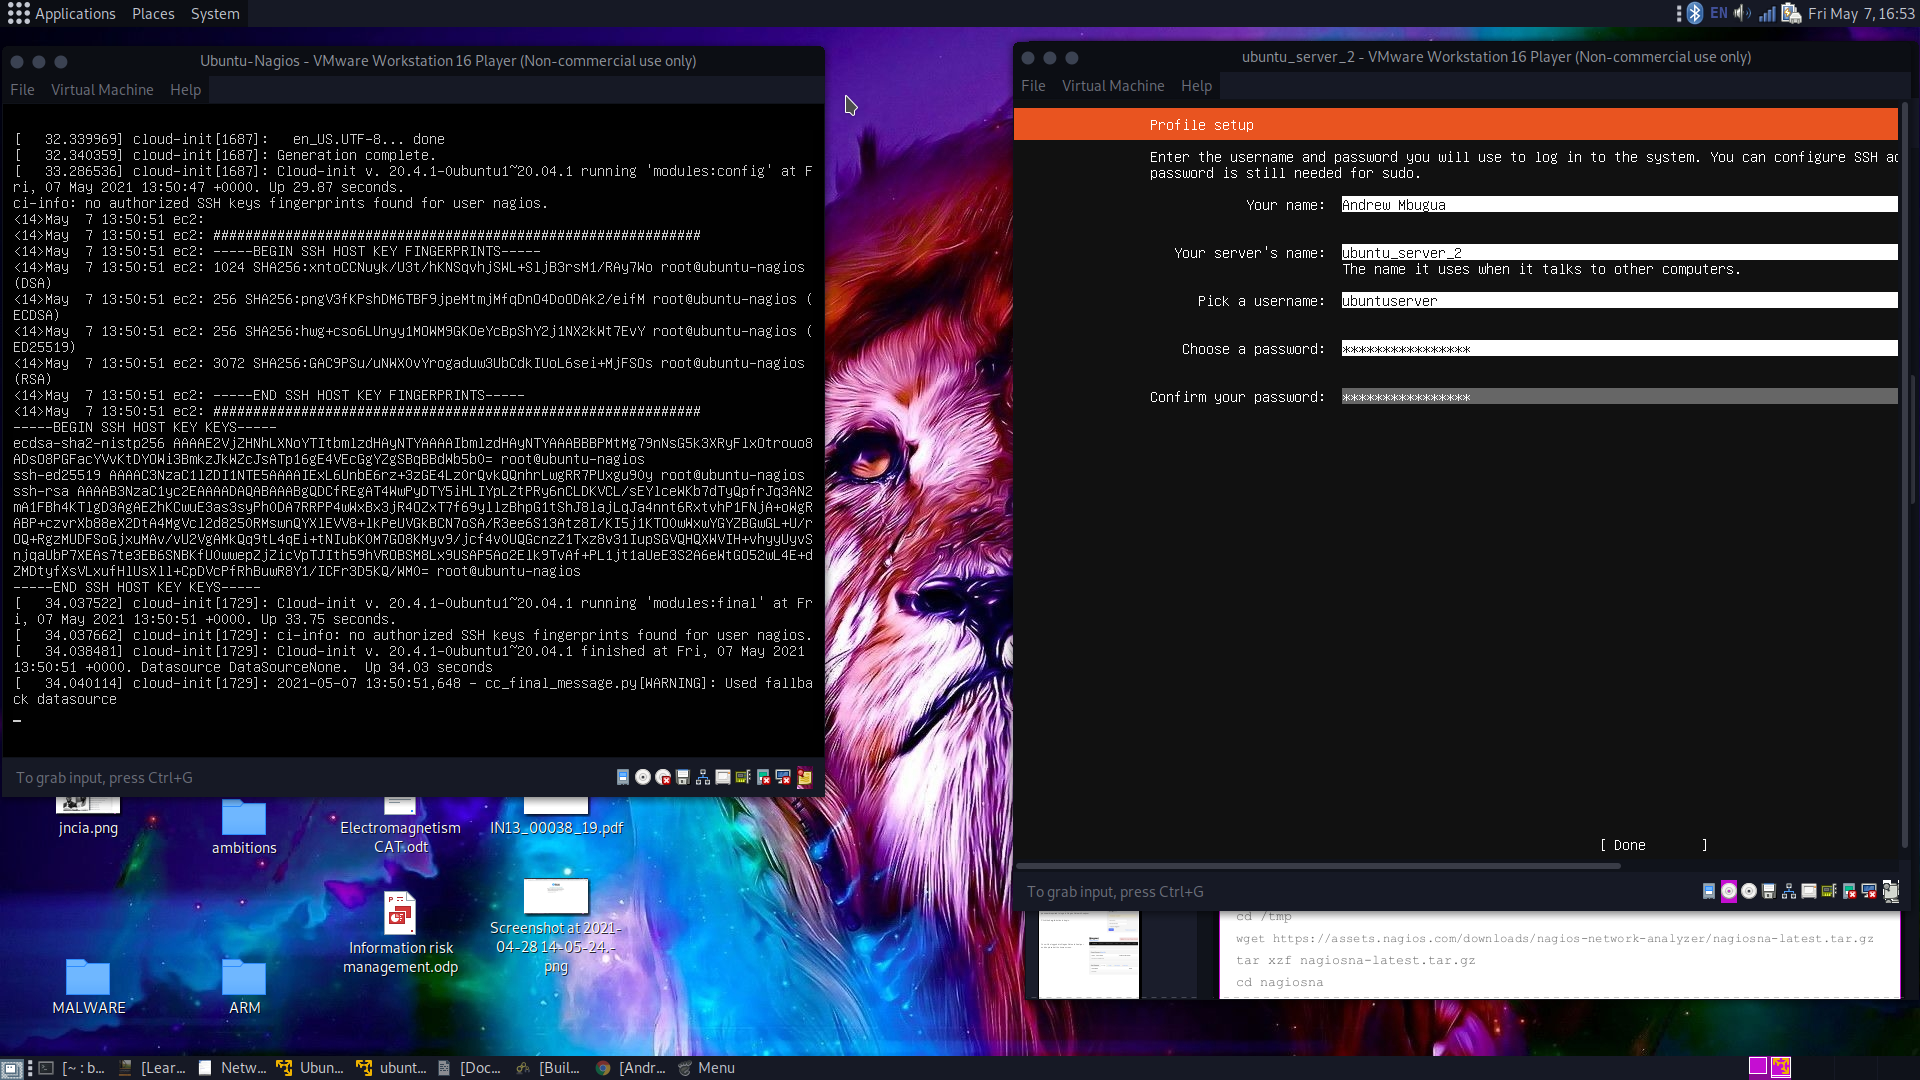 Applications Places System
EN Fri May 7, 16:53
Ubuntu-Nagios - VMware Workstation 16 Player (Non-commercial use only)
File Virtual Machine Help
[   32.339969] cloud-init[1687]:   en_US.UTF-8... done
[   32.340359] cloud-init[1687]: Generation complete.
[   33.286536] cloud-init[1687]: Cloud-init v. 20.4.1-0ubuntu1~20.04.1 running 'modules:config' at F
ri, 07 May 2021 13:50:47 +0000. Up 29.87 seconds.
ci-info: no authorized SSH keys fingerprints found for user nagios.
<14>May  7 13:50:51 ec2:
<14>May  7 13:50:51 ec2: #############################################################
<14>May  7 13:50:51 ec2: -----BEGIN SSH HOST KEY FINGERPRINTS-----
<14>May  7 13:50:51 ec2: 1024 SHA256:xntoCCNuyk/U3t/hKNSqvhjSWL+SljB3rsM1/RAy7Wo root@ubuntu-nagios
(DSA)
<14>May  7 13:50:51 ec2: 256 SHA256:pngV3fKPshDM6TBF9jpeMtmjMfqDnO4DoODAk2/eifM root@ubuntu-nagios (
ECDSA)
<14>May  7 13:50:51 ec2: 256 SHA256:hwg+cso6LUnyy1MOWM9GKOeYcBpShY2j1NX2kWt7EvY root@ubuntu-nagios (
ED25519)
<14>May  7 13:50:51 ec2: 3072 SHA256:GAC9PSu/uNWX0vYrogaduw3UbCdkIUoL6sei+MjFSOs root@ubuntu-nagios
(RSA)
<14>May  7 13:50:51 ec2: -----END SSH HOST KEY FINGERPRINTS-----
<14>May  7 13:50:51 ec2: #############################################################
-----BEGIN SSH HOST KEY KEYS-----
ecdsa-sha2-nistp256 AAAAE2VjZHNhLXNoYTItbmlzdHAyNTYAAAAIbmlzdHAyNTYAAABBBPMtMg79nNsG5k3XRyFlxOtrouo8
ADsO8PGFacYVvKtDYOWi3BmkzJkWZcJsATp16gE4VEcGgYZgSBqBBdWb5b0= root@ubuntu-nagios
ssh-ed25519 AAAAC3NzaC1lZDI1NTE5AAAAIExL6UnbE6rz+3zGE4Lz0rQvkQQnhrLwgRR7PUxgu90y root@ubuntu-nagios
ssh-rsa AAAAB3NzaC1yc2EAAAADAQABAAABgQDCfREgAT4WwPyDTY5iHLIYpLZtPRy6nCLDKVCL/sEYlceWKb7dTyQpfrJq3AN2
mA1FBh4KTlgD3AgAEZhKCwuE3as3syPhODA7RRPP4wWxBx3jR4OZxT7f69yllzBhpG1tShJ8lajLqJa4nnt6RxtvhP1FNjA+oWgR
ABP+czvrXb88eX2DtA4MgVcl2d8250RMswnQYXlEVV8+lkPeUVGkBCN7oSA/R3ee6S13Atz8I/KI5j1KTO0wWxwYGYZBGwGL+U/r
OQ+RgzMUDFSoGjxuMAv/vU2VgAMkQq9tL4qEi+tNIubKOM7GO8KMyv9/jcf4v0UQGcnzZ1Txz8v31IupSGVQHQXWVIH+vhyyUyvS
njqaUbP7XEAs7te3EB6SNBKfU0wwepZjZicVpTJIth59hVROBSM8Lx9USAP5Ao2Elk9TvAf+PL1jt1aUeE3S2A6eWtGO52wL4E+d
ZMDtyfXsVLxufHlUsXll+CpDVcPfRhBuwR8Y1/ICFr3D5KQ/WM0= root@ubuntu-nagios
-----END SSH HOST KEY KEYS-----
[   34.037522] cloud-init[1729]: Cloud-init v. 20.4.1-0ubuntu1~20.04.1 running 'modules:final' at Fr
i, 07 May 2021 13:50:51 +0000. Up 33.75 seconds.
[   34.037662] cloud-init[1729]: ci-info: no authorized SSH keys fingerprints found for user nagios.
[   34.038481] cloud-init[1729]: Cloud-init v. 20.4.1-0ubuntu1~20.04.1 finished at Fri, 07 May 2021
13:50:51 +0000. Datasource DataSourceNone.  Up 34.03 seconds
[   34.040114] cloud-init[1729]: 2021-05-07 13:50:51,648 - cc_final_message.py[WARNING]: Used fallba
ck datasource
To grab input, press Ctrl+G
ubuntu_server_2 - VMware Workstation 16 Player (Non-commercial use only)
File Virtual Machine Help
Profile setup
Enter the username and password you will use to log in to the system. You can configure SSH ac
password is still needed for sudo.
Your name: Andrew Mbugua
Your server's name: ubuntu_server_2
The name it uses when it talks to other computers.
Pick a username: ubuntuserver
Choose a password: ****************
Confirm your password: ****************
[ Done ]
To grab input, press Ctrl+G
cd /tmp
wget https://assets.nagios.com/downloads/nagios-network-analyzer/nagiosna-latest.tar.gz
tar xzf nagiosna-latest.tar.gz
cd nagiosna
jncia.png
ambitions
Electromagnetism
CAT.odt
IN13_00038_19.pdf
Information risk
management.odp
Screenshot at 2021-
04-28 14-05-24.-
png
MALWARE
ARM
[~ : b... [Lear... Netw... Ubun... ubunt... [Doc... [Buil... [Andr... Menu